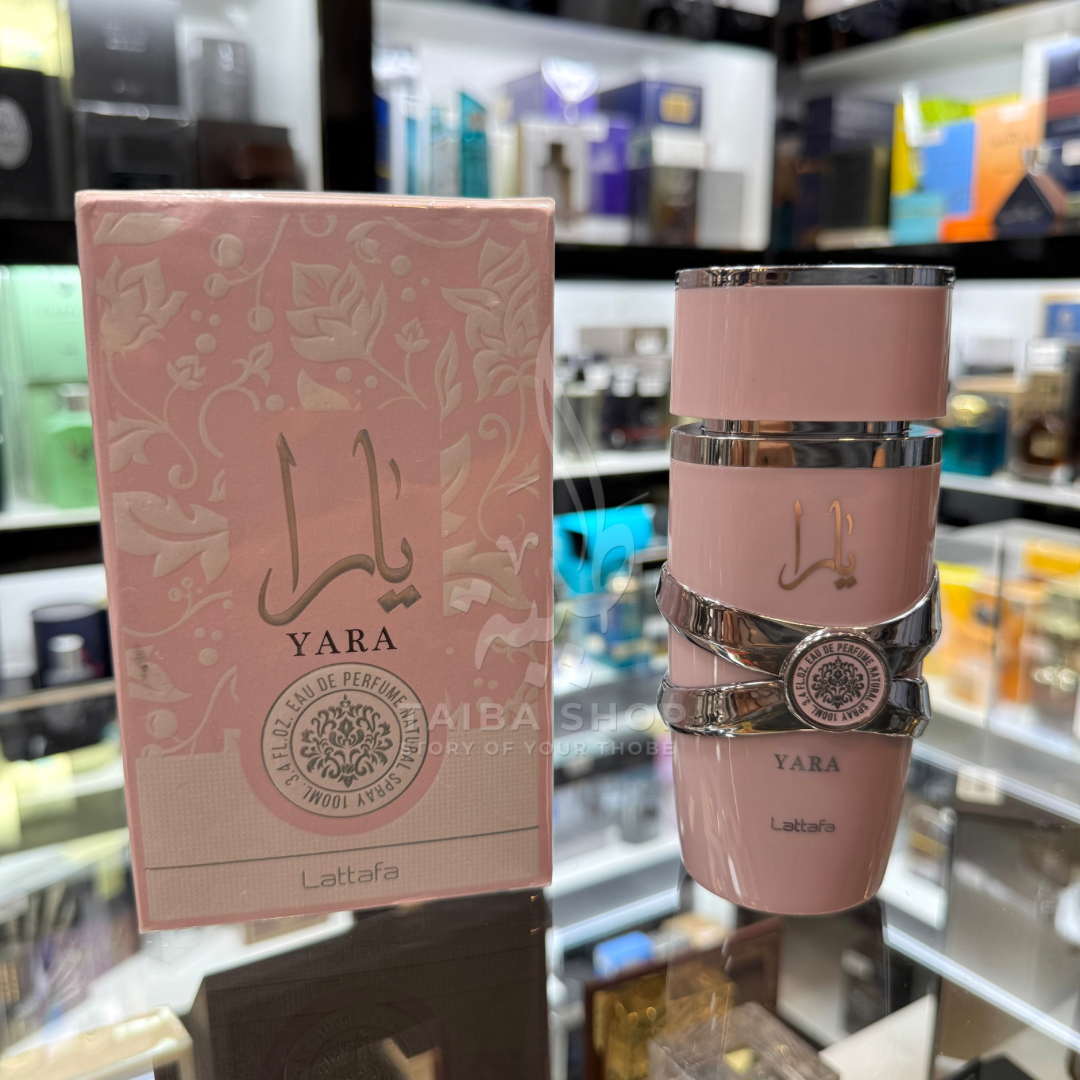 يارا
YARA
3.4 FL.OZ. EAU DE PERFUME NATURAL SPRAY 100ML.
Lattafa
يارا
3.4 FL.OZ. EAU DE PERFUME NATURAL SPRAY 100ML.
YARA
Lattafa
TAIBA SHOP
STORY OF YOUR THOBE